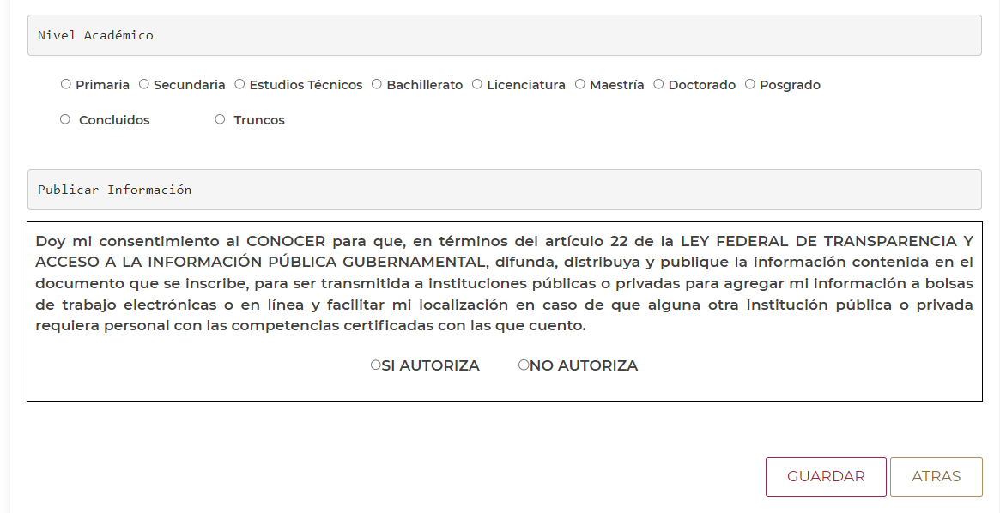 Nivel Académico
Primaria Secundaria Estudios Técnicos Bachillerato Licenciatura Maestría Doctorado Posgrado
Concluidos Truncos
Publicar Información
Doy mi consentimiento al CONOCER para que, en términos del artículo 22 de la LEY FEDERAL DE TRANSPARENCIA Y
ACCESO A LA INFORMACIÓN PÚBLICA GUBERNAMENTAL, difunda, distribuya y publique la información contenida en el
documento que se inscribe, para ser transmitida a instituciones públicas o privadas para agregar mi información a bolsas
de trabajo electrónicas o en línea y facilitar mi localización en caso de que alguna otra Institución pública o privada
requiera personal con las competencias certificadas con las que cuento.
SI AUTORIZA NO AUTORIZA
GUARDAR ATRAS